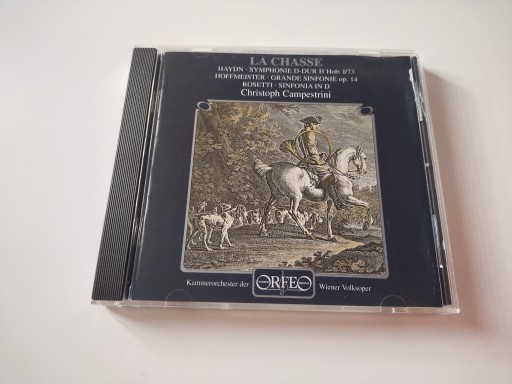 LA CHASSE
HAYDN · SYMPHONIE D-DUR H Hob. I/73
HOFFMEISTER · GRANDE SINFONIE op. 14
ROSETTI · SINFONIA IN D
Christoph Campestrini
Kammerorchester der ORFEO Wiener Volksoper